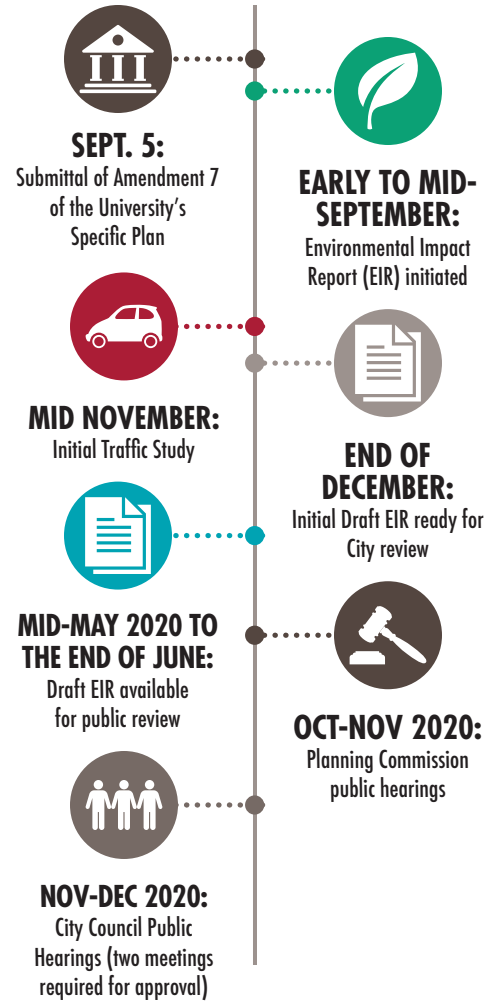 SEPT. 5:
Submittal of Amendment 7
of the University's
Specific Plan
EARLY TO MID-
SEPTEMBER:
Environmental Impact
Report (EIR) initiated
MID NOVEMBER:
Initial Traffic Study
END OF
DECEMBER:
Initial Draft EIR ready for
City review
MID-MAY 2020 TO
THE END OF JUNE:
Draft EIR available
for public review
OCT-NOV 2020:
Planning Commission
public hearings
NOV-DEC 2020:
City Council Public
Hearings (two meetings
required for approval)